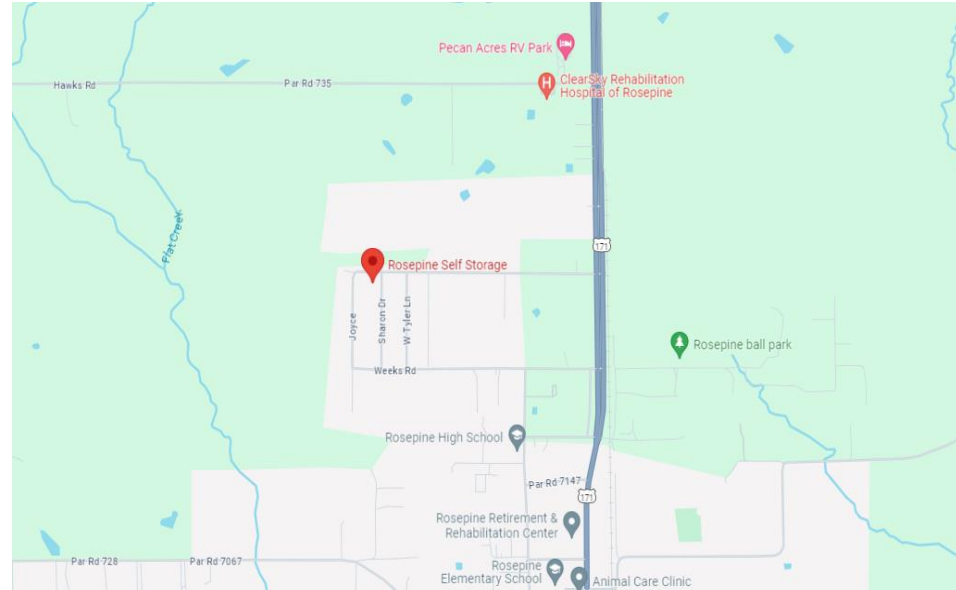 Pecan Acres RV Park
ClearSky Rehabilitation
Hospital of Rosepine
H
Hawks Rd
Par Rd 735
Flat Creek
171
Rosepine Self Storage
Joyce
Sharon Dr
W Tyler Ln
Rosepine ball park
Weeks Rd
Rosepine High School
Par Rd 7147
171
Rosepine Retirement &
Rehabilitation Center
Par Rd 728
Par Rd 7067
Rosepine
Elementary School
Animal Care Clinic